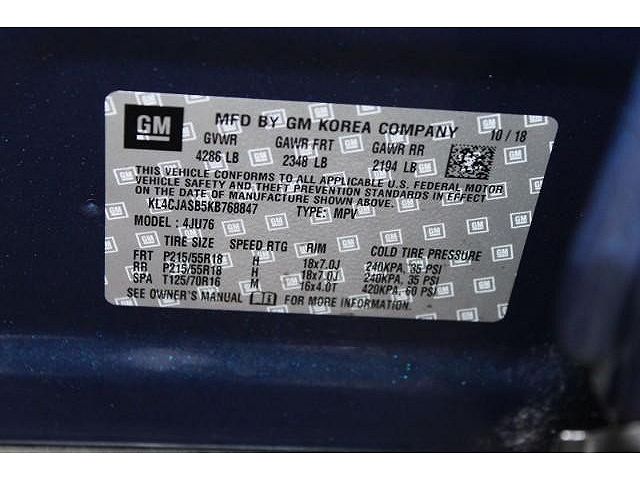 GM MFD BY GM KOREA COMPANY 10/18
GVWR GAWR FRT GAWR RR
4286 LB 2348 LB 2194 LB
THIS VEHICLE CONFORMS TO ALL APPLICABLE U.S. FEDERAL MOTOR
VEHICLE SAFETY AND THEFT PREVENTION STANDARDS IN EFFECT
ON THE DATE OF MANUFACTURE SHOWN ABOVE.
KL4CJASB5KB768847 TYPE: MPV
MODEL: 4JU76
TIRE SIZE SPEED RTG RIM COLD TIRE PRESSURE
FRT P215/55R18 H 18x7.0J 240KPA, 35 PSI
RR P215/55R18 H 18x7.0J 240KPA, 35 PSI
SPA T125/70R16 M 16x4.0T 420KPA, 60 PSI
SEE OWNER'S MANUAL FOR MORE INFORMATION.